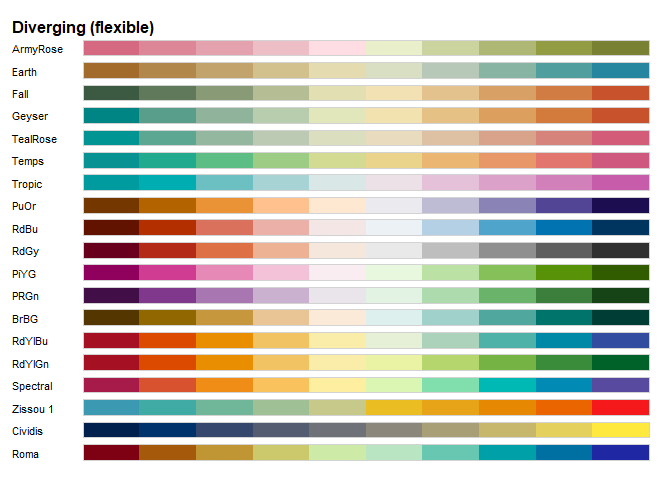 Diverging (flexible)
ArmyRose
Earth
Fall
Geyser
TealRose
Temps
Tropic
PuOr
RdBu
RdGy
PiYG
PRGn
BrBG
RdYlBu
RdYlGn
Spectral
Zissou 1
Cividis
Roma